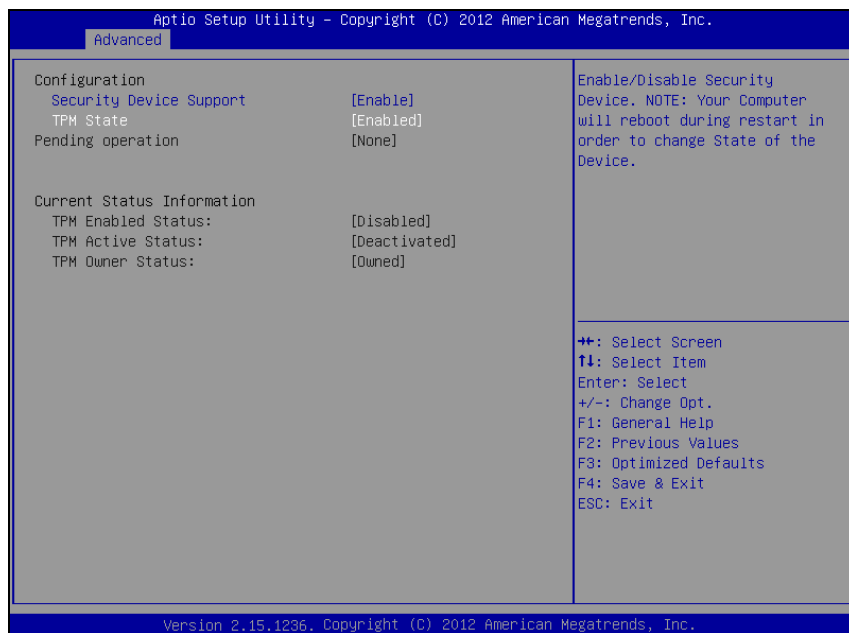 Aptio Setup Utility – Copyright (C) 2012 American Megatrends, Inc.
Advanced
Configuration
Security Device Support [Enable]
TPM State [Enabled]
Pending operation [None]
Current Status Information
TPM Enabled Status: [Disabled]
TPM Active Status: [Deactivated]
TPM Owner Status: [Owned]
Enable/Disable Security
Device. NOTE: Your Computer
will reboot during restart in
order to change State of the
Device.
→←: Select Screen
↑↓: Select Item
Enter: Select
+/-: Change Opt.
F1: General Help
F2: Previous Values
F3: Optimized Defaults
F4: Save & Exit
ESC: Exit
Version 2.15.1236. Copyright (C) 2012 American Megatrends, Inc.